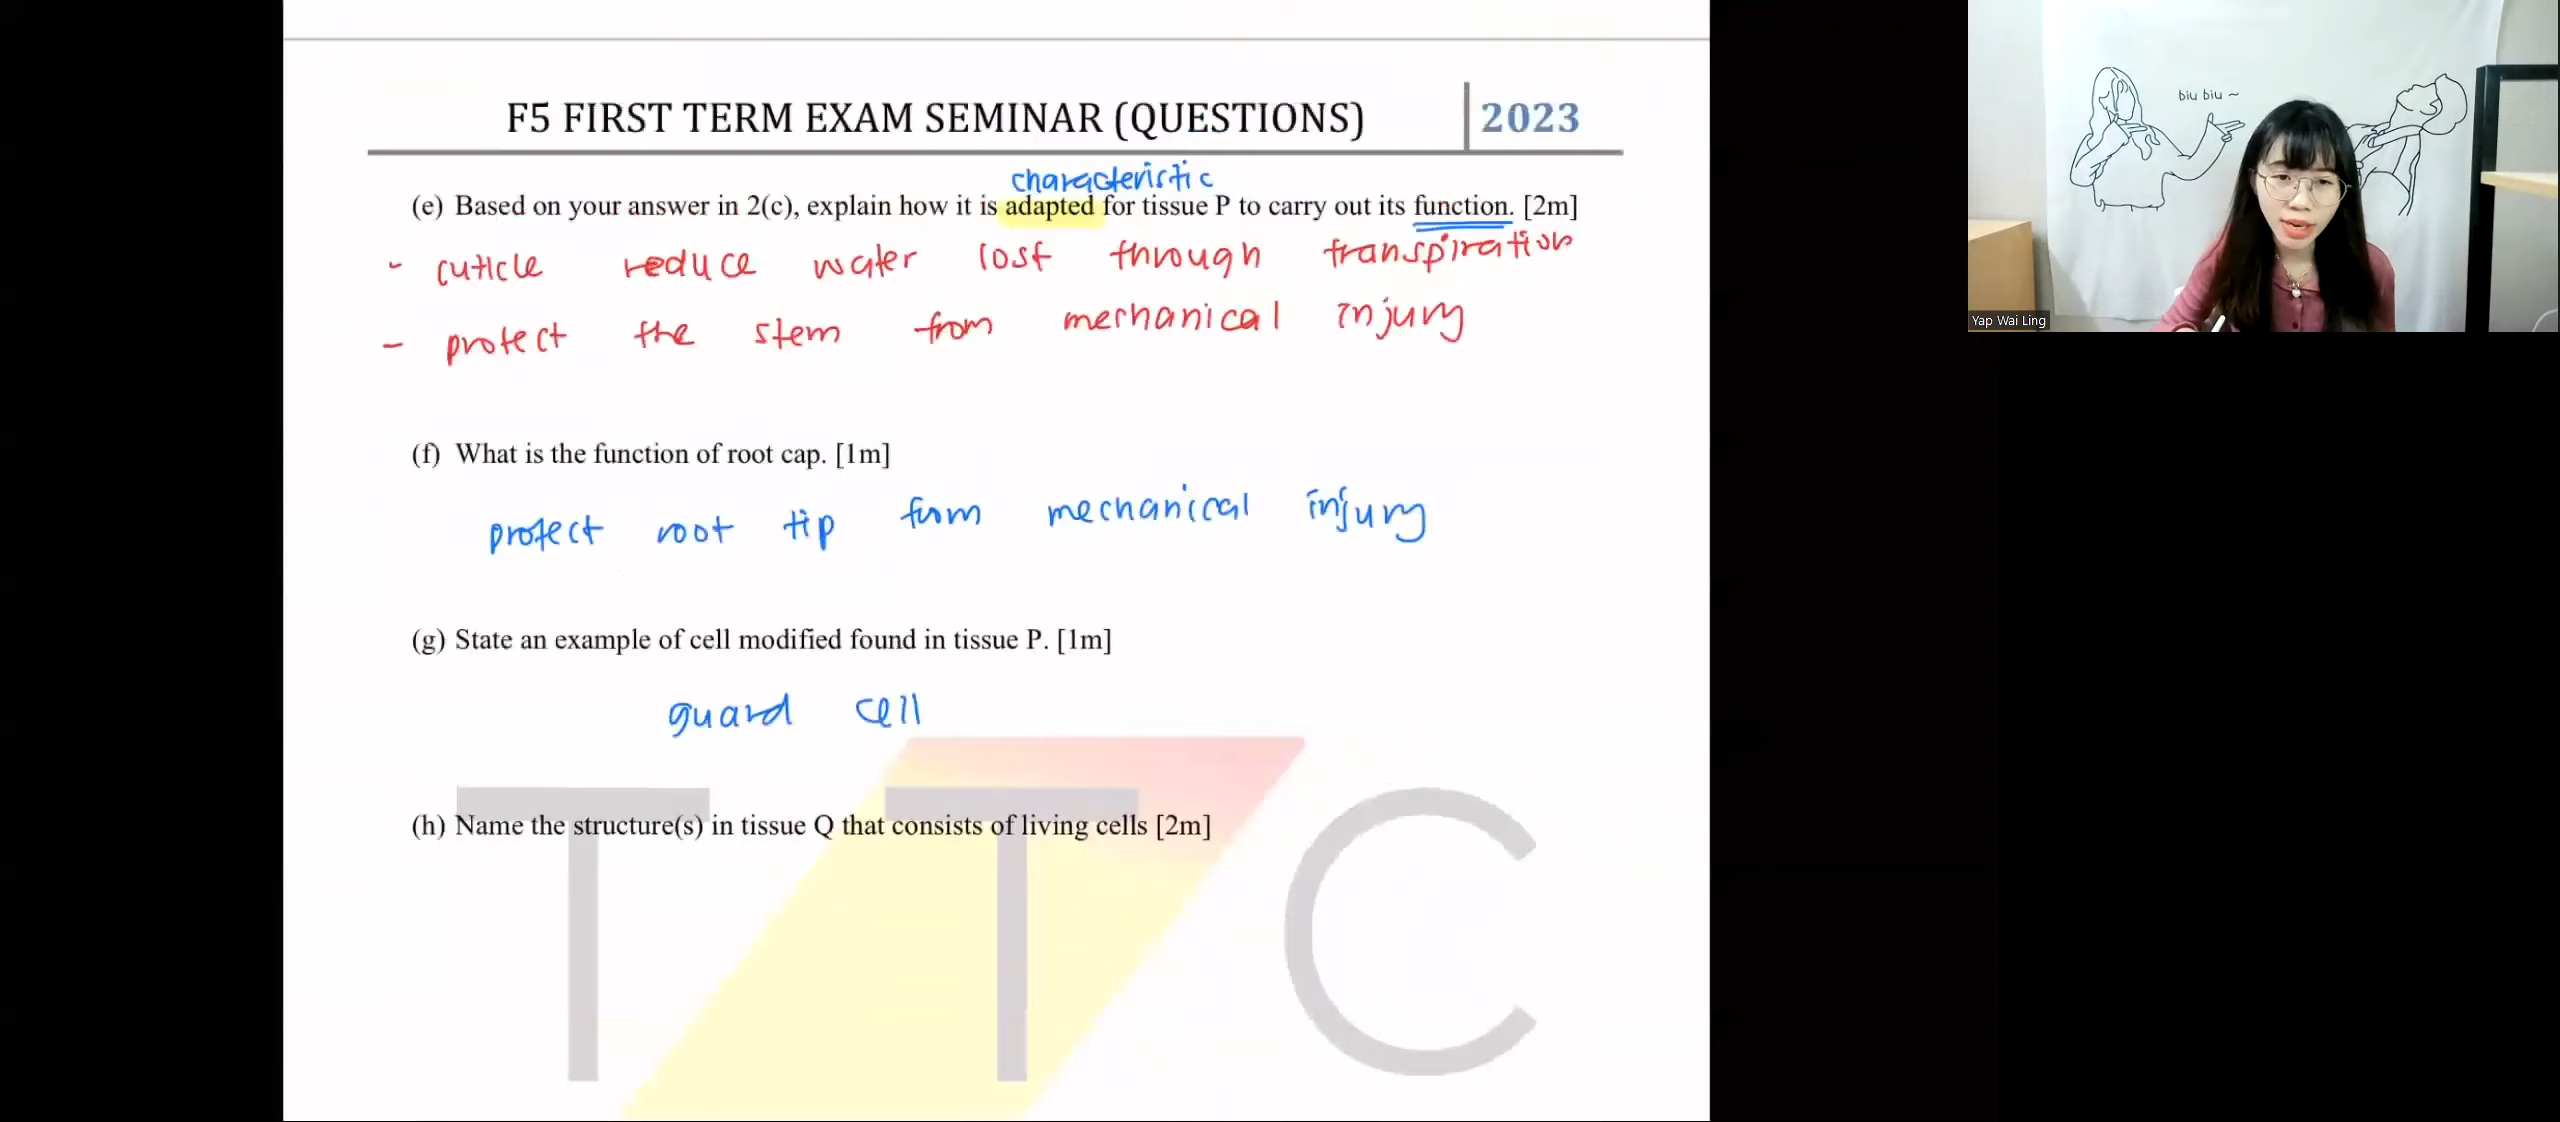 F5 FIRST TERM EXAM SEMINAR (QUESTIONS) 2023
characteristic
(e) Based on your answer in 2(c), explain how it is adapted for tissue P to carry out its function. [2m]
- cuticle reduce water lost through transpiration
- protect the stem from mechanical injury
(f) What is the function of root cap. [1m]
protect root tip from mechanical injury
(g) State an example of cell modified found in tissue P. [1m]
guard cell
(h) Name the structure(s) in tissue Q that consists of living cells [2m]
TTC
biu biu ~
Yap Wai Ling